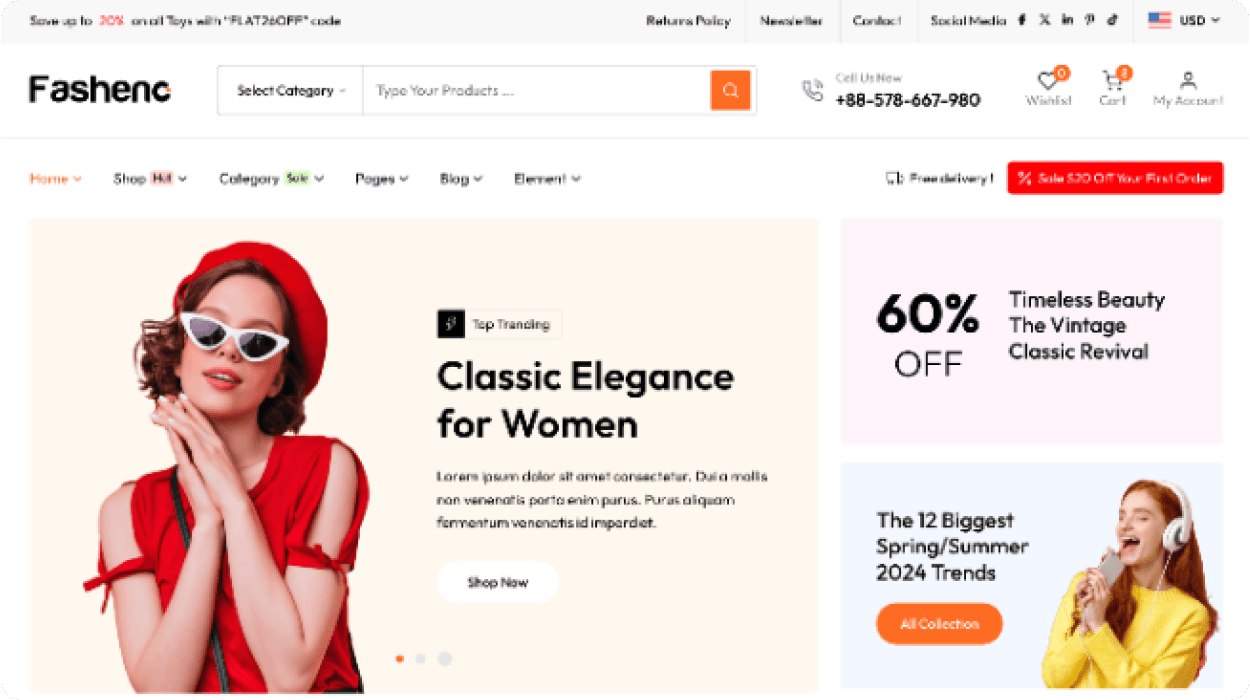 Save up to 20% on all Toys with "FLAT26OFF" code
Returns Policy
Newsletter
Contact
Social Media
USD
Fashenc
Select Category
Type Your Products ...
Call Us Now
+88-578-667-980
0
Wishlist
Cart
My Account
Home
Shop Hot
Category Sale
Pages
Blog
Element
Free delivery !
Sale $20 Off Your First Order
Top Trending
Classic Elegance
for Women
Lorem ipsum dolor sit amet consectetur. Dui a mollis
non venenatis porta enim purus. Purus aliquam
fermentum venenatis id imperdiet.
Shop Now
60%
OFF
Timeless Beauty
The Vintage
Classic Revival
The 12 Biggest
Spring/Summer
2024 Trends
All Collection